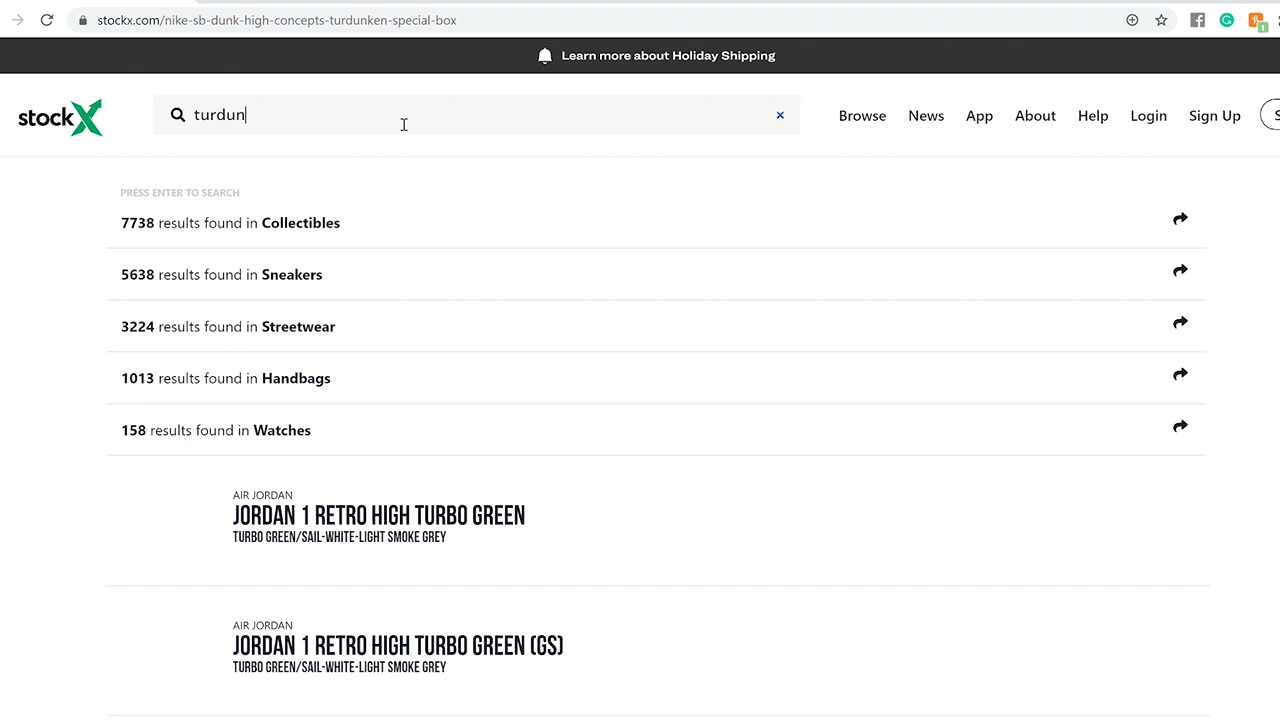 stockx.com/nike-sb-dunk-high-concepts-turdunken-special-box
1
Learn more about Holiday Shipping
stockX
turdun
×
Browse News App About Help Login Sign Up S
PRESS ENTER TO SEARCH
7738 results found in Collectibles
5638 results found in Sneakers
3224 results found in Streetwear
1013 results found in Handbags
158 results found in Watches
AIR JORDAN
JORDAN 1 RETRO HIGH TURBO GREEN
TURBO GREEN/SAIL-WHITE-LIGHT SMOKE GREY
AIR JORDAN
JORDAN 1 RETRO HIGH TURBO GREEN (GS)
TURBO GREEN/SAIL-WHITE-LIGHT SMOKE GREY